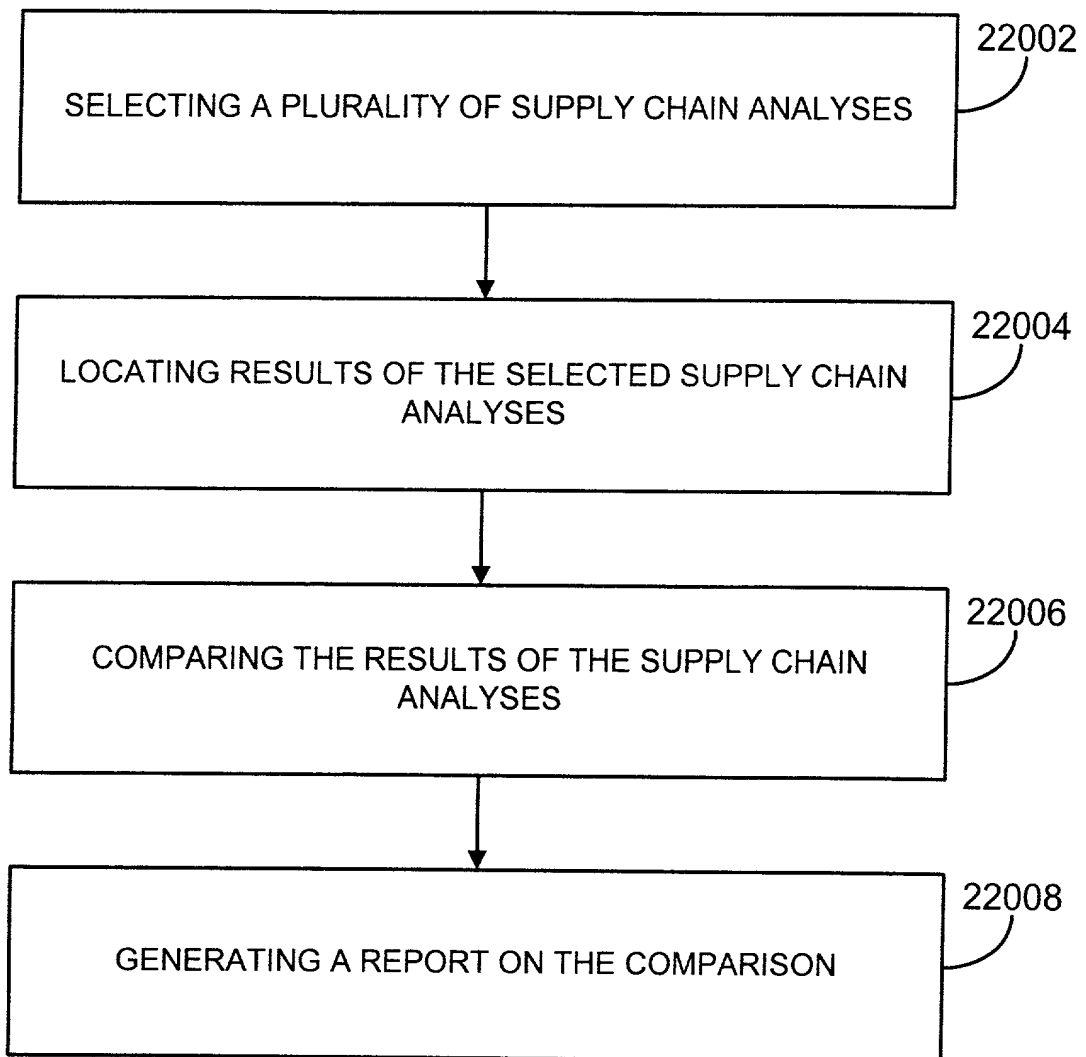 22002
SELECTING A PLURALITY OF SUPPLY CHAIN ANALYSES
22004
LOCATING RESULTS OF THE SELECTED SUPPLY CHAIN
ANALYSES
22006
COMPARING THE RESULTS OF THE SUPPLY CHAIN
ANALYSES
22008
GENERATING A REPORT ON THE COMPARISON